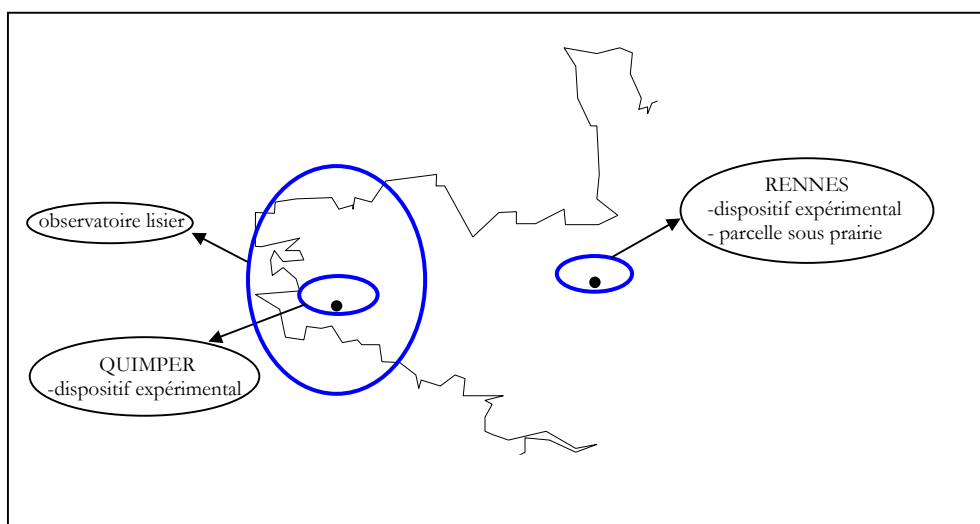 RENNES
-dispositif expérimental
- parcelle sous prairie
observatoire lisier
QUIMPER
-dispositif expérimental